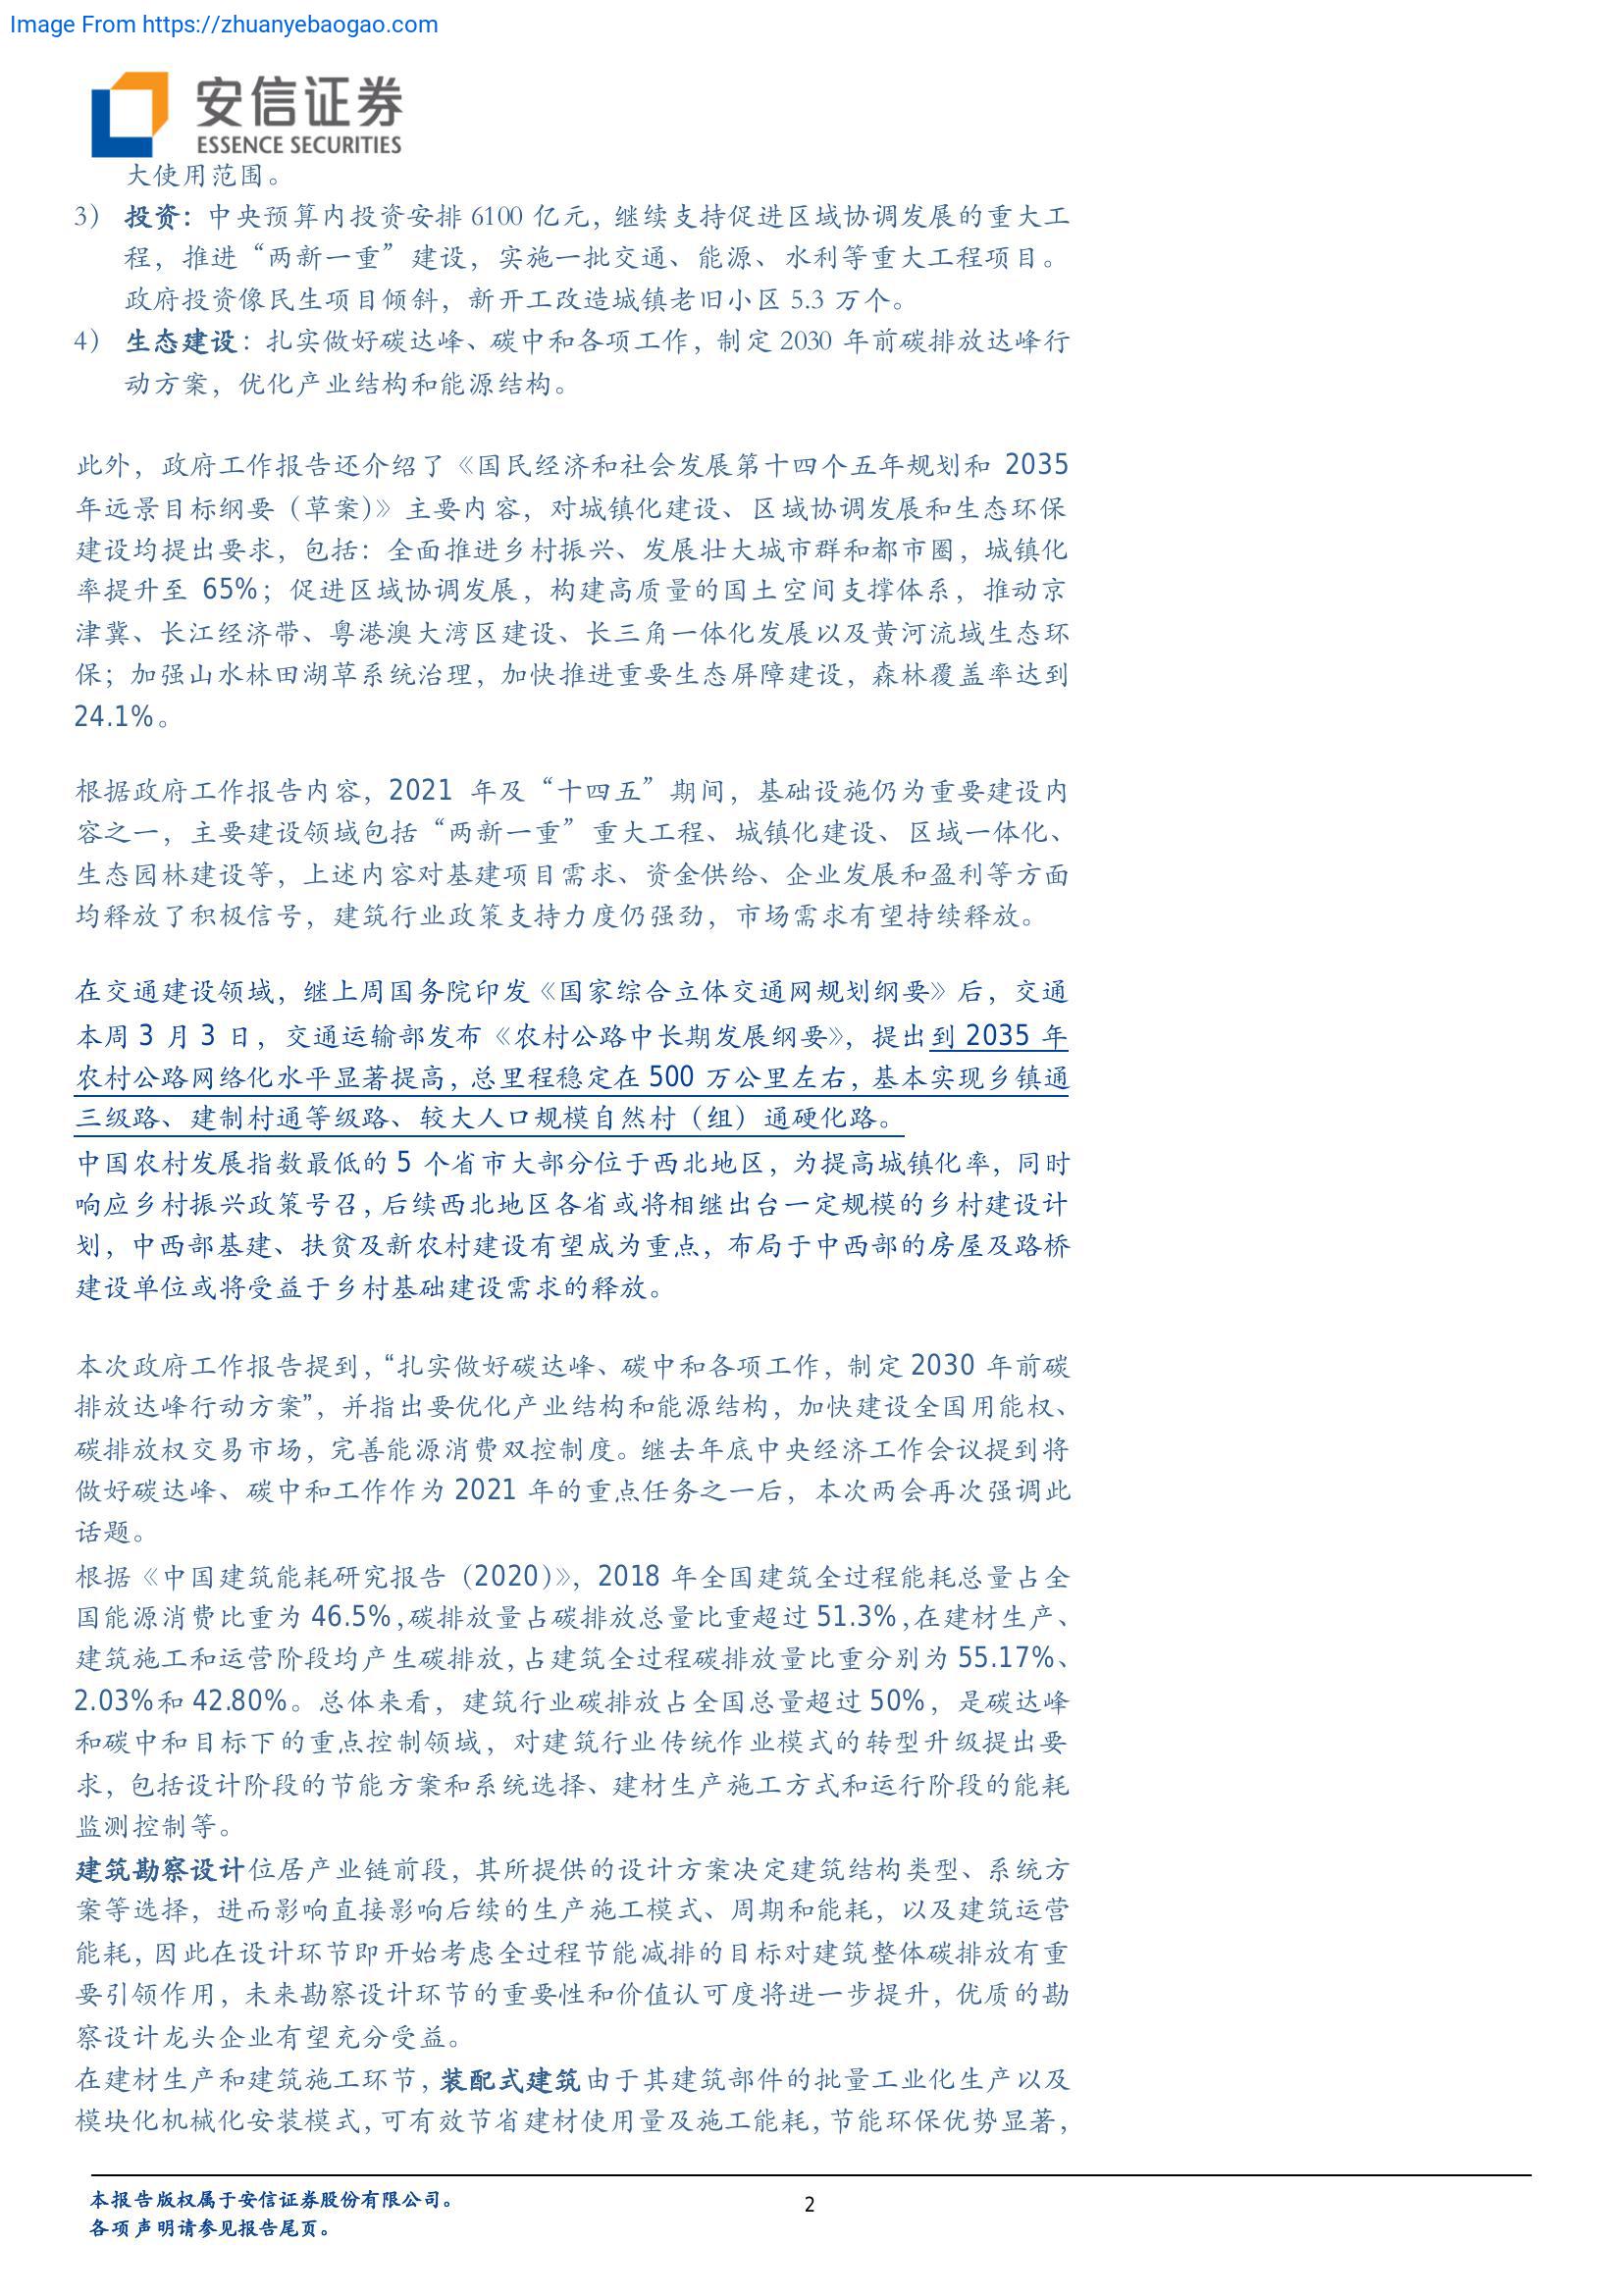 Image From https://zhuanyebaogao.com
安信证券
ESSENCE SECURITIES
大使用范围。
3） 投资：中央预算内投资安排 6100 亿元，继续支持促进区域协调发展的重大工
程，推进“两新一重”建设，实施一批交通、能源、水利等重大工程项目。
政府投资像民生项目倾斜，新开工改造城镇老旧小区 5.3 万个。
4） 生态建设：扎实做好碳达峰、碳中和各项工作，制定 2030 年前碳排放达峰行
动方案，优化产业结构和能源结构。
此外，政府工作报告还介绍了《国民经济和社会发展第十四个五年规划和 2035
年远景目标纲要（草案）》主要内容，对城镇化建设、区域协调发展和生态环保
建设均提出要求，包括：全面推进乡村振兴、发展壮大城市群和都市圈，城镇化
率提升至 65%；促进区域协调发展，构建高质量的国土空间支撑体系，推动京
津冀、长江经济带、粤港澳大湾区建设、长三角一体化发展以及黄河流域生态环
保；加强山水林田湖草系统治理，加快推进重要生态屏障建设，森林覆盖率达到
24.1%。
根据政府工作报告内容，2021 年及“十四五”期间，基础设施仍为重要建设内
容之一，主要建设领域包括“两新一重”重大工程、城镇化建设、区域一体化、
生态园林建设等，上述内容对基建项目需求、资金供给、企业发展和盈利等方面
均释放了积极信号，建筑行业政策支持力度仍强劲，市场需求有望持续释放。
在交通建设领域，继上周国务院印发《国家综合立体交通网规划纲要》后，交通
本周 3 月 3 日，交通运输部发布《农村公路中长期发展纲要》，提出到 2035 年
农村公路网络化水平显著提高，总里程稳定在 500 万公里左右，基本实现乡镇通
三级路、建制村通等级路、较大人口规模自然村（组）通硬化路。
中国农村发展指数最低的 5 个省市大部分位于西北地区，为提高城镇化率，同时
响应乡村振兴政策号召，后续西北地区各省或将相继出台一定规模的乡村建设计
划，中西部基建、扶贫及新农村建设有望成为重点，布局于中西部的房屋及路桥
建设单位或将受益于乡村基础建设需求的释放。
本次政府工作报告提到，“扎实做好碳达峰、碳中和各项工作，制定 2030 年前碳
排放达峰行动方案”，并指出要优化产业结构和能源结构，加快建设全国用能权、
碳排放权交易市场，完善能源消费双控制度。继去年底中央经济工作会议提到将
做好碳达峰、碳中和工作作为 2021 年的重点任务之一后，本次两会再次强调此
话题。
根据《中国建筑能耗研究报告（2020）》，2018 年全国建筑全过程能耗总量占全
国能源消费比重为 46.5%，碳排放量占碳排放总量比重超过 51.3%，在建材生产、
建筑施工和运营阶段均产生碳排放，占建筑全过程碳排放量比重分别为 55.17%、
2.03%和 42.80%。总体来看，建筑行业碳排放占全国总量超过 50%，是碳达峰
和碳中和目标下的重点控制领域，对建筑行业传统作业模式的转型升级提出要
求，包括设计阶段的节能方案和系统选择、建材生产施工方式和运行阶段的能耗
监测控制等。
建筑勘察设计位居产业链前段，其所提供的设计方案决定建筑结构类型、系统方
案等选择，进而影响直接影响后续的生产施工模式、周期和能耗，以及建筑运营
能耗，因此在设计环节即开始考虑全过程节能减排的目标对建筑整体碳排放有重
要引领作用，未来勘察设计环节的重要性和价值认可度将进一步提升，优质的勘
察设计龙头企业有望充分受益。
在建材生产和建筑施工环节，装配式建筑由于其建筑部件的批量工业化生产以及
模块化机械化安装模式，可有效节省建材使用量及施工能耗，节能环保优势显著，
本报告版权属于安信证券股份有限公司。
各项声明请参见报告尾页。
2